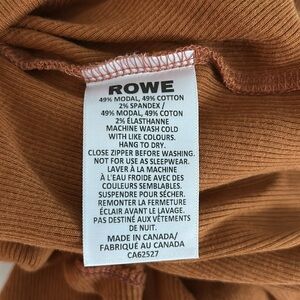 ROWE
49% MODAL, 49% COTTON
2% SPANDEX /
49% MODAL, 49% COTON
2% ÉLASTHANNE
MACHINE WASH COLD
WITH LIKE COLOURS.
HANG TO DRY.
CLOSE ZIPPER BEFORE WASHING.
NOT FOR USE AS SLEEPWEAR.
LAVER À LA MACHINE
À L'EAU FROIDE AVEC DES
COULEURS SEMBLABLES.
SUSPENDRE POUR SÉCHER.
REMONTER LA FERMETURE
ÉCLAIR AVANT LE LAVAGE.
PAS DESTINÉ AUX VÊTEMENTS
DE NUIT.
MADE IN CANADA/
FABRIQUÉ AU CANADA
CA62527